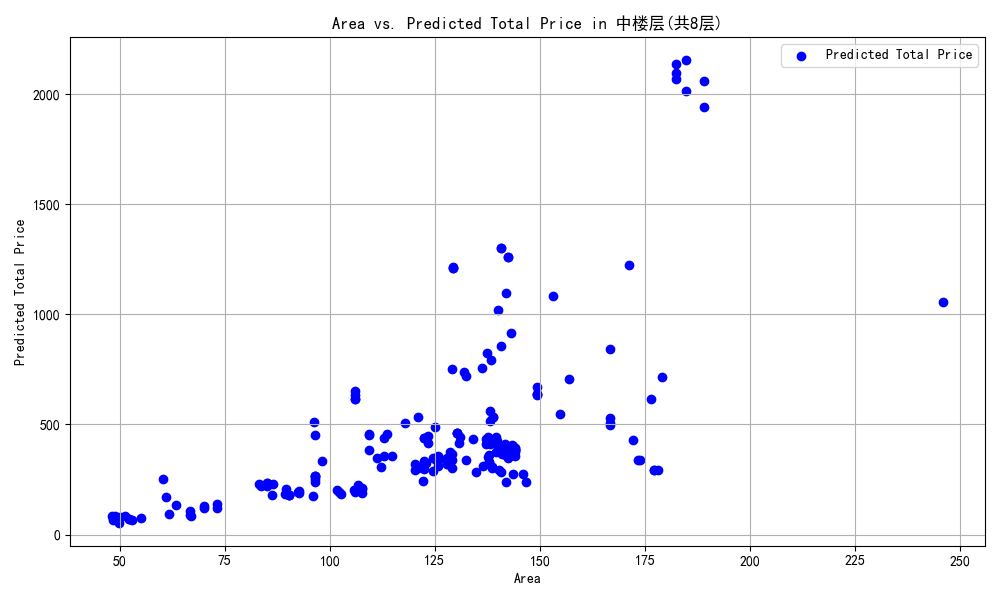 Area vs. Predicted Total Price in 中楼层(共8层)
Predicted Total Price
Predicted Total Price
2000
1500
1000
500
0
50 75 100 125 150 175 200 225 250
Area